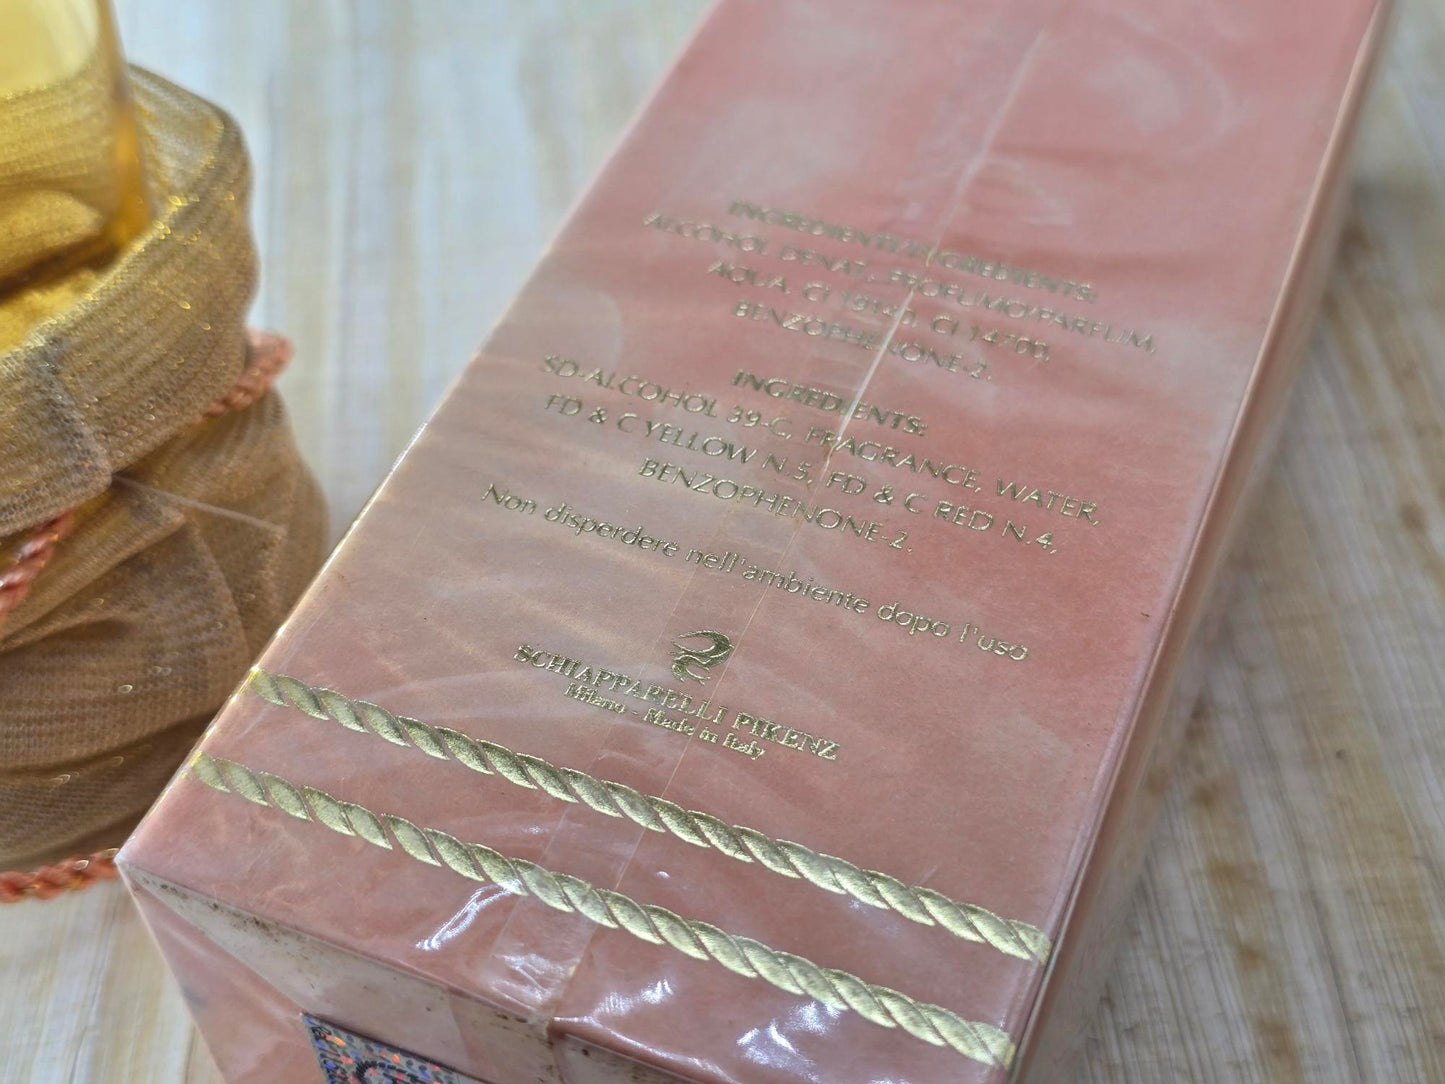 INGREDIENTI/INGREDIENTS:
ALCOHOL DENAT., PROFUMO/PARFUM,
AQUA, CI 19140, CI 14700,
BENZOPHENONE-2.
INGREDIENTS:
SD-ALCOHOL 39-C, FRAGRANCE, WATER,
FD & C YELLOW N.5, FD & C RED N.4,
BENZOPHENONE-2.
Non disperdere nell'ambiente dopo l'uso
SCHIAPPARELLI PIKENZ
Milano - Made in Italy